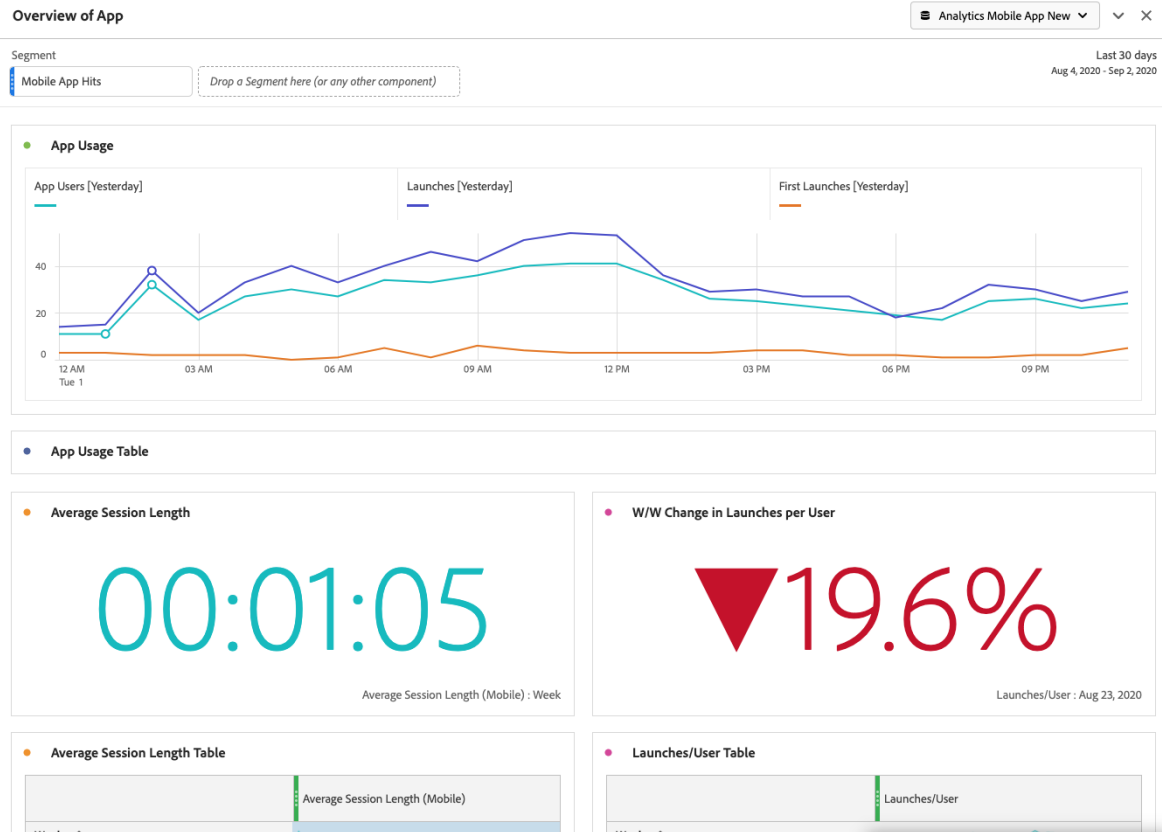 Overview of App
Analytics Mobile App New
Segment
Last 30 days
Mobile App Hits
Drop a Segment here (or any other component)
Aug 4, 2020 - Sep 2, 2020
App Usage
App Users [Yesterday]
Launches [Yesterday]
First Launches [Yesterday]
40
20
0
12 AM
03 AM
06 AM
09 AM
12 PM
03 PM
06 PM
09 PM
Tue 1
App Usage Table
Average Session Length
W/W Change in Launches per User
00:01:05
▼19.6%
Average Session Length (Mobile) : Week
Launches/User : Aug 23, 2020
Average Session Length Table
Launches/User Table
Average Session Length (Mobile)
Launches/User